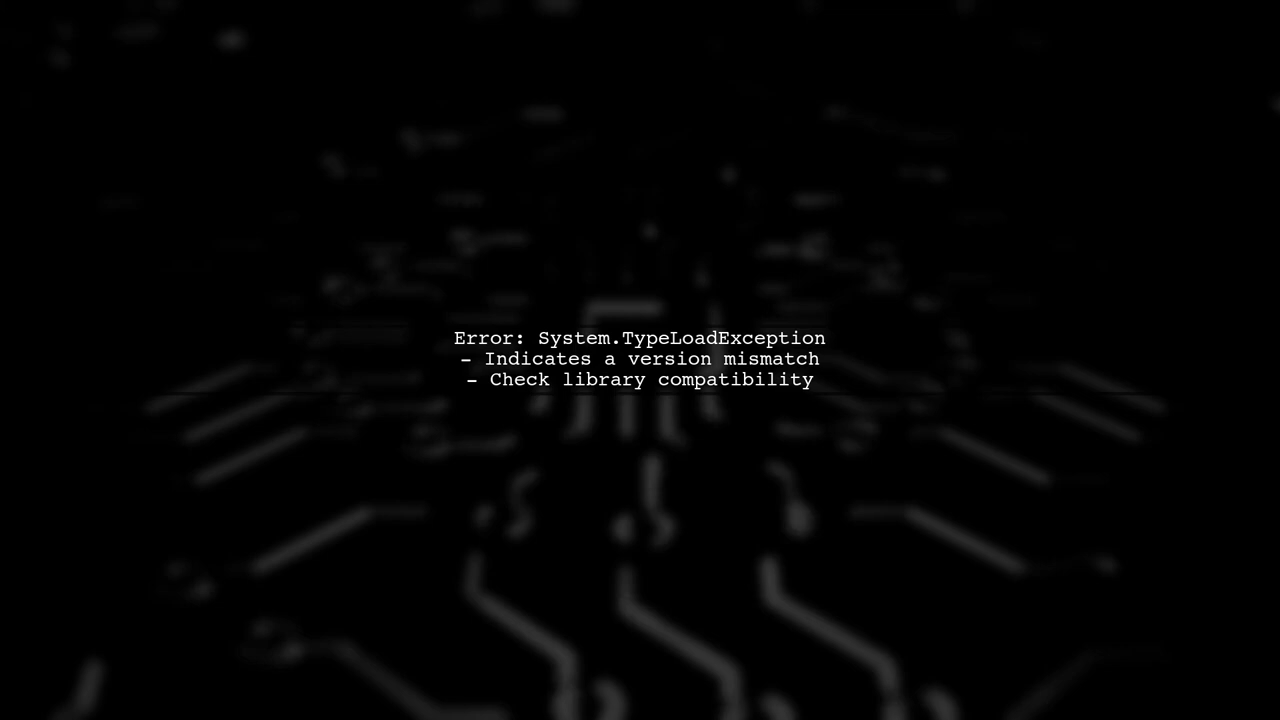 Error: System.TypeLoadException
- Indicates a version mismatch
- Check library compatibility